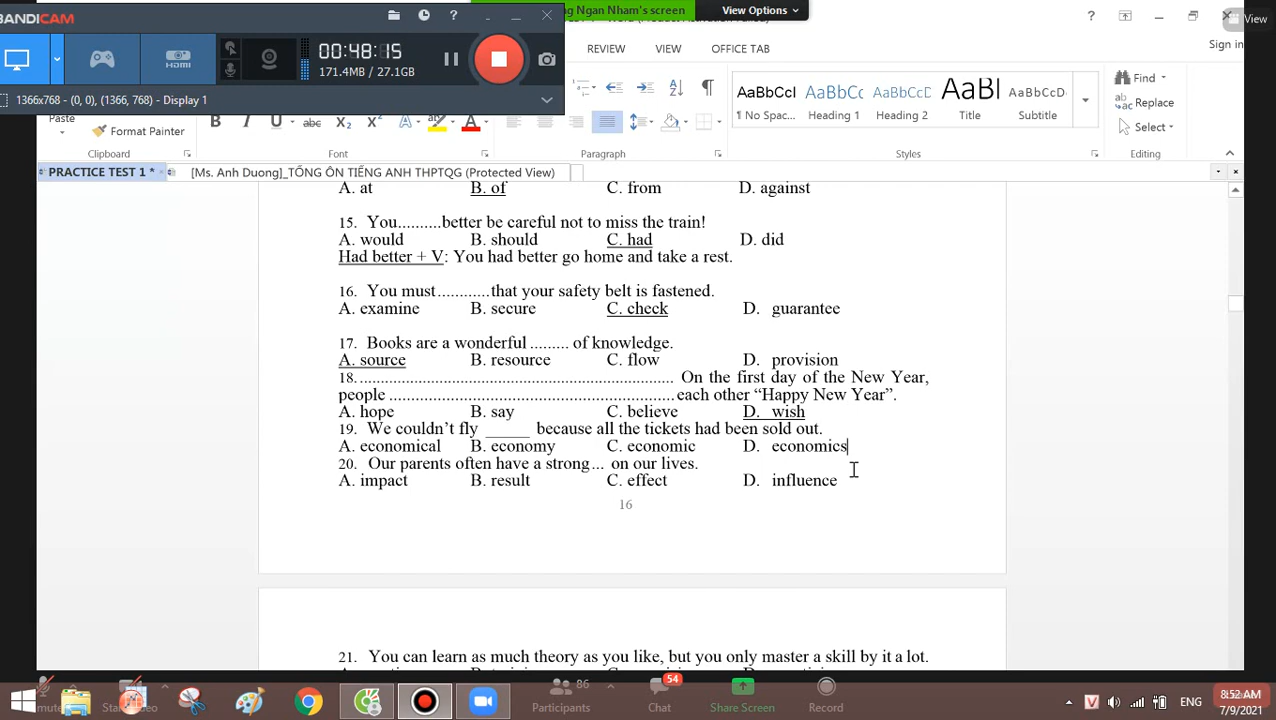 BANDICAM
ng Ngan Nham's screen
View Options
View
00:48:15
171.4MB / 27.1GB
HDMI
1366x768 - (0, 0), (1366, 768) - Display 1
REVIEW VIEW OFFICE TAB
Sign in
AaBbCcI AaBbCc AaBbCcD AaBl AaBbCcD
¶ No Spac... Heading 1 Heading 2 Title Subtitle
Find
Replace
Select
Paste
Format Painter
B I U abc X₂ X² A A
Clipboard Font Paragraph Styles Editing
PRACTICE TEST 1 * [Ms. Anh Duong]_TỔNG ÔN TIẾNG ANH THPTQG (Protected View)
A. at B. of C. from D. against
15. You..........better be careful not to miss the train!
A. would B. should C. had D. did
Had better + V: You had better go home and take a rest.
16. You must............that your safety belt is fastened.
A. examine B. secure C. check D. guarantee
17. Books are a wonderful ......... of knowledge.
A. source B. resource C. flow D. provision
18........................................................................... On the first day of the New Year,
people ....................................................................each other “Happy New Year”.
A. hope B. say C. believe D. wish
19. We couldn’t fly _____ because all the tickets had been sold out.
A. economical B. economy C. economic D. economics
20. Our parents often have a strong... on our lives.
A. impact B. result C. effect D. influence
16
21. You can learn as much theory as you like, but you only master a skill by it a lot.
86 54
Participants Chat Share Screen Record
8:52 AM
7/9/2021